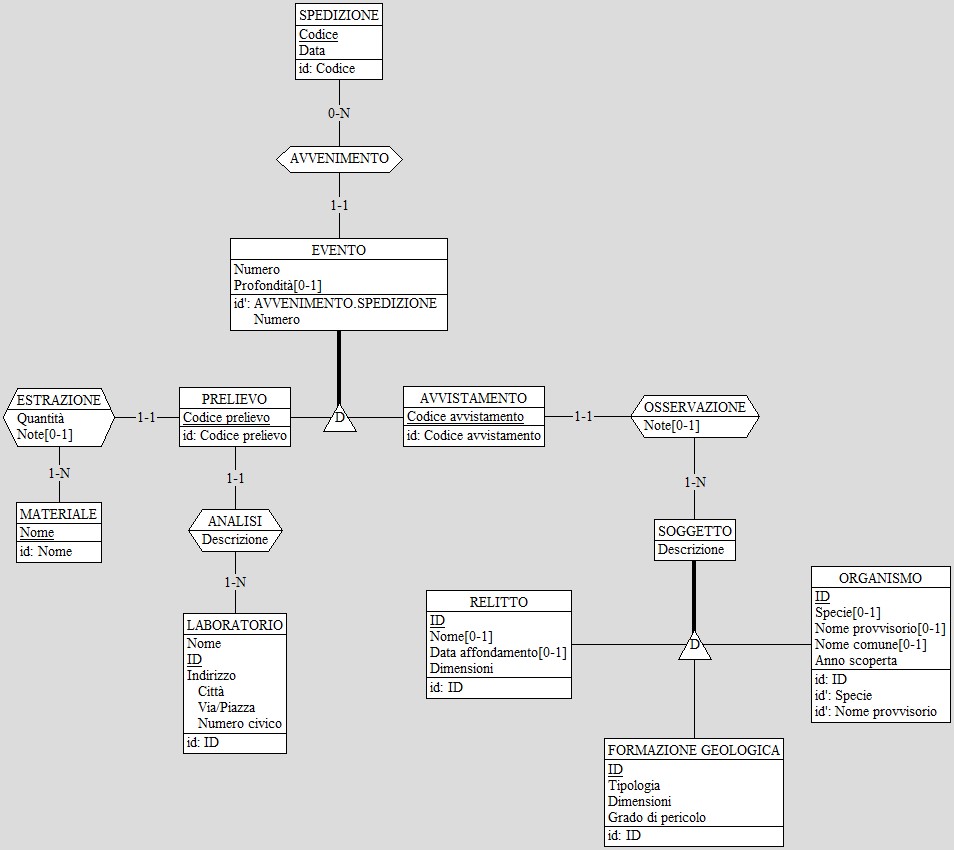 SPEDIZIONE
Codice
Data
id: Codice
0-N
AVVENIMENTO
1-1
EVENTO
Numero
Profondità[0-1]
id': AVVENIMENTO.SPEDIZIONE
Numero
ESTRAZIONE
Quantità
Note[0-1]
1-1
PRELIEVO
Codice prelievo
id: Codice prelievo
D
AVVISTAMENTO
Codice avvistamento
id: Codice avvistamento
1-1
OSSERVAZIONE
Note[0-1]
1-N
MATERIALE
Nome
id: Nome
1-1
ANALISI
Descrizione
1-N
LABORATORIO
Nome
ID
Indirizzo
Città
Via/Piazza
Numero civico
id: ID
1-N
SOGGETTO
Descrizione
RELITTO
ID
Nome[0-1]
Data affondamento[0-1]
Dimensioni
id: ID
D
ORGANISMO
ID
Specie[0-1]
Nome provvisorio[0-1]
Nome comune[0-1]
Anno scoperta
id: ID
id': Specie
id': Nome provvisorio
FORMAZIONE GEOLOGICA
ID
Tipologia
Dimensioni
Grado di pericolo
id: ID